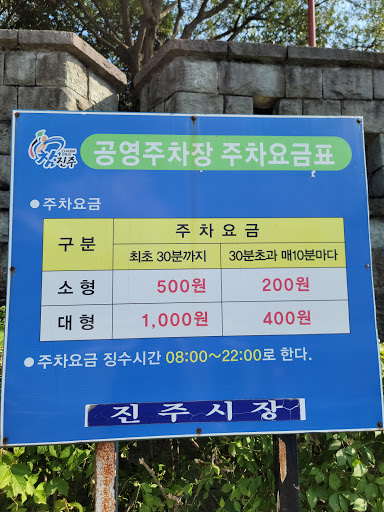 참진주
공영주차장 주차요금표
● 주차요금
구분 주차요금
최초 30분까지 30분초과 매10분마다
소형 500원 200원
대형 1,000원 400원
● 주차요금 징수시간 08:00~22:00로 한다.
진주시장